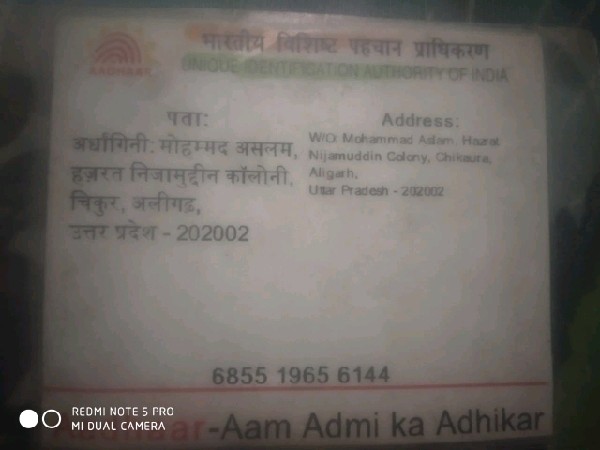 भारतीय विशिष्ट पहचान प्राधिकरण
AADHAAR
UNIQUE IDENTIFICATION AUTHORITY OF INDIA
पता:
अर्धांगिनी: मोहम्मद असलम,
हज़रत निजामुद्दीन कॉलोनी,
चिकुर, अलीगढ़,
उत्तर प्रदेश - 202002
Address:
W/O Mohammad Aslam, Hazrat
Nijamuddin Colony, Chikaura,
Aligarh,
Uttar Pradesh - 202002
6855 1965 6144
Aadhaar-Aam Admi ka Adhikar
REDMI NOTE 5 PRO
MI DUAL CAMERA